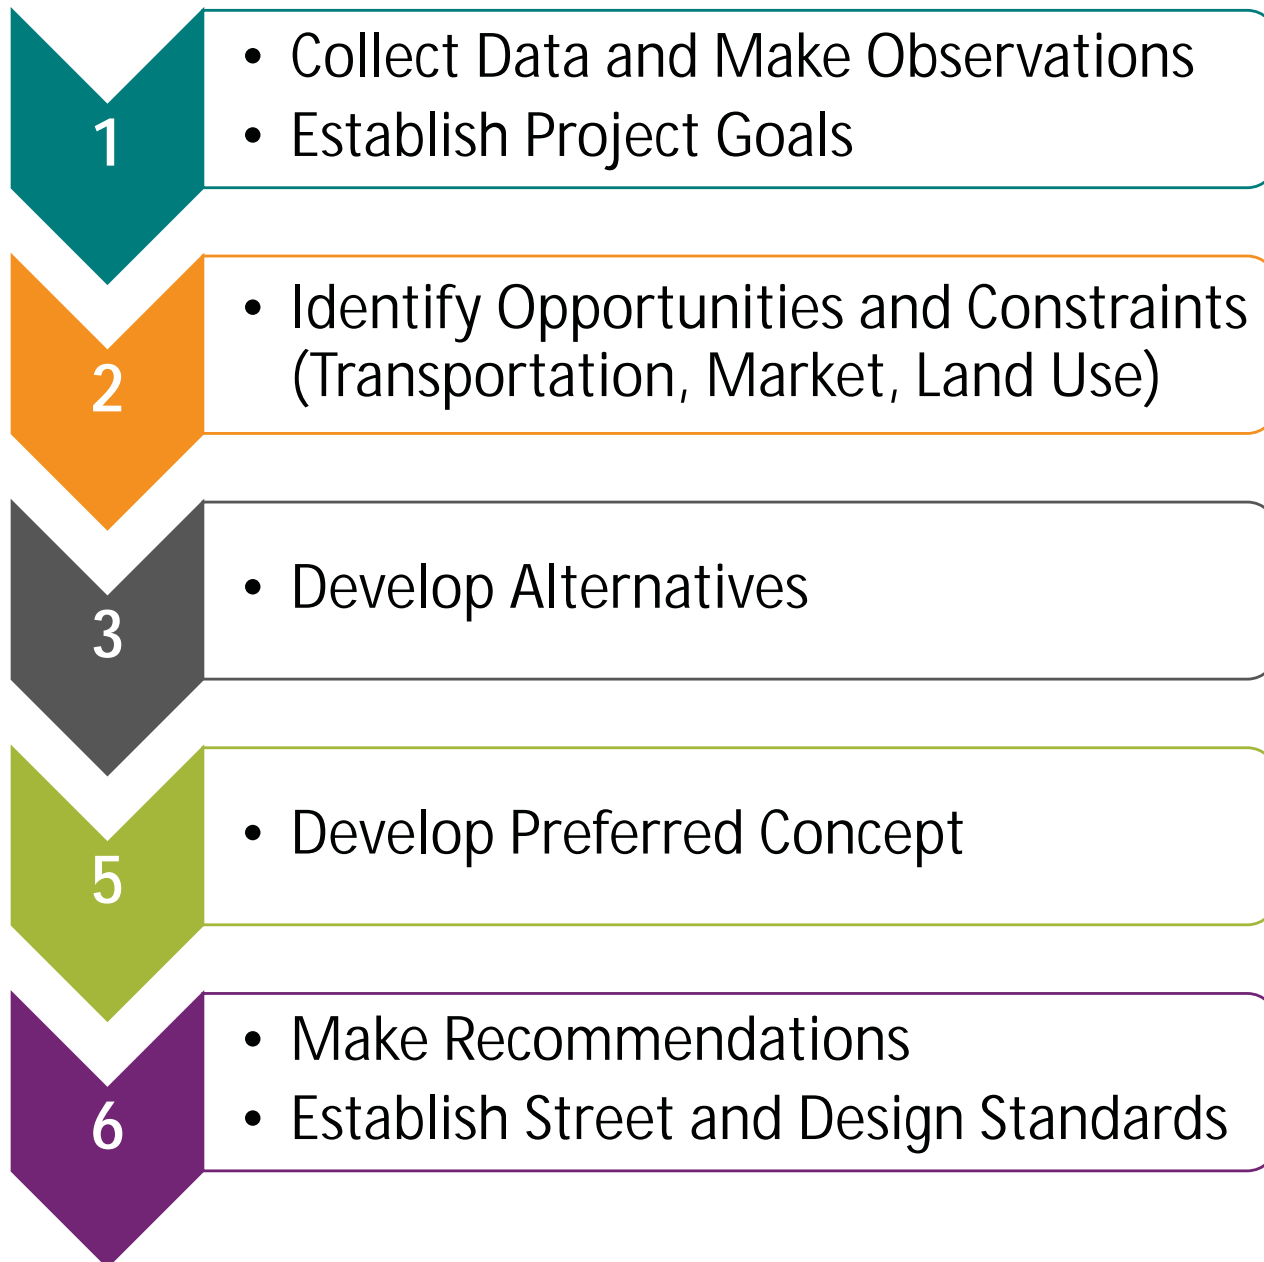 1
• Collect Data and Make Observations
• Establish Project Goals
2
• Identify Opportunities and Constraints
(Transportation, Market, Land Use)
3
• Develop Alternatives
5
• Develop Preferred Concept
6
• Make Recommendations
• Establish Street and Design Standards